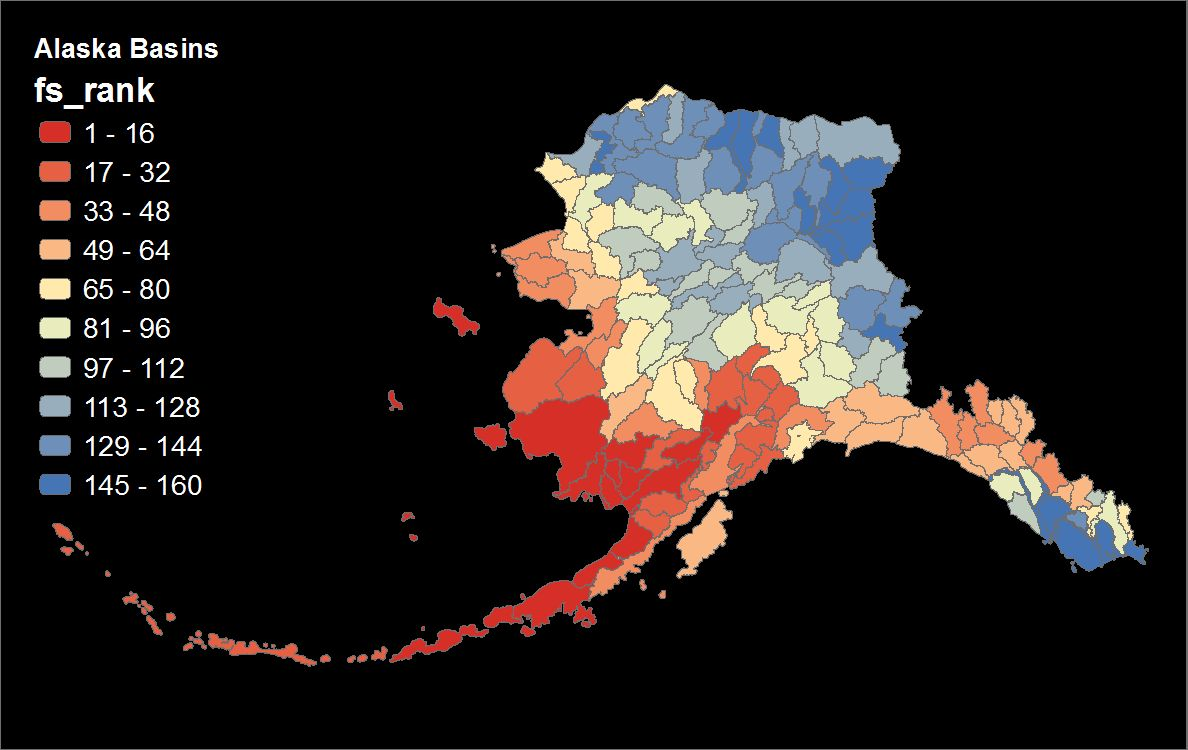 Alaska Basins
fs_rank
1 - 16
17 - 32
33 - 48
49 - 64
65 - 80
81 - 96
97 - 112
113 - 128
129 - 144
145 - 160